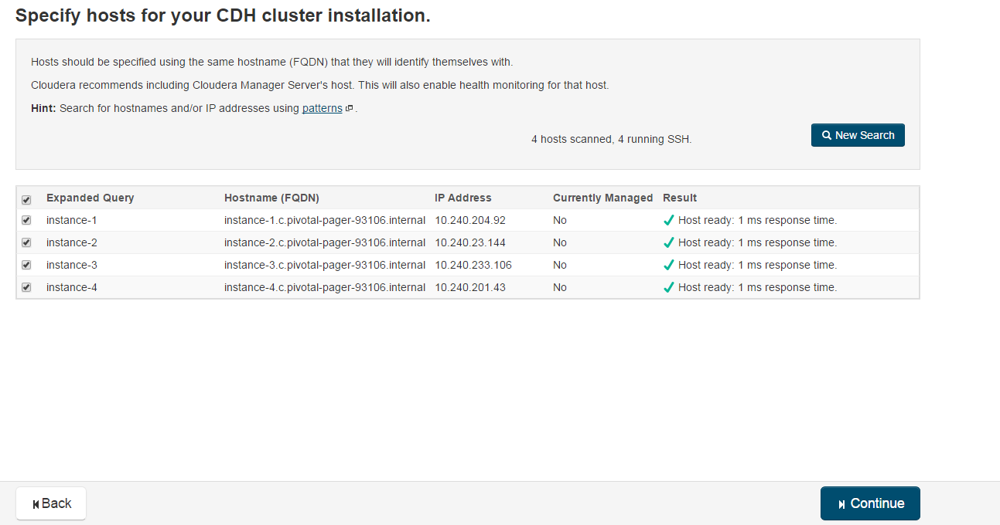 Specify hosts for your CDH cluster installation.
Hosts should be specified using the same hostname (FQDN) that they will identify themselves with.
Cloudera recommends including Cloudera Manager Server's host. This will also enable health monitoring for that host.
Hint: Search for hostnames and/or IP addresses using patterns .
4 hosts scanned, 4 running SSH.
New Search
Expanded Query Hostname (FQDN) IP Address Currently Managed Result
instance-1 instance-1.c.pivotal-pager-93106.internal 10.240.204.92 No Host ready: 1 ms response time.
instance-2 instance-2.c.pivotal-pager-93106.internal 10.240.23.144 No Host ready: 1 ms response time.
instance-3 instance-3.c.pivotal-pager-93106.internal 10.240.233.106 No Host ready: 1 ms response time.
instance-4 instance-4.c.pivotal-pager-93106.internal 10.240.201.43 No Host ready: 1 ms response time.
Back Continue